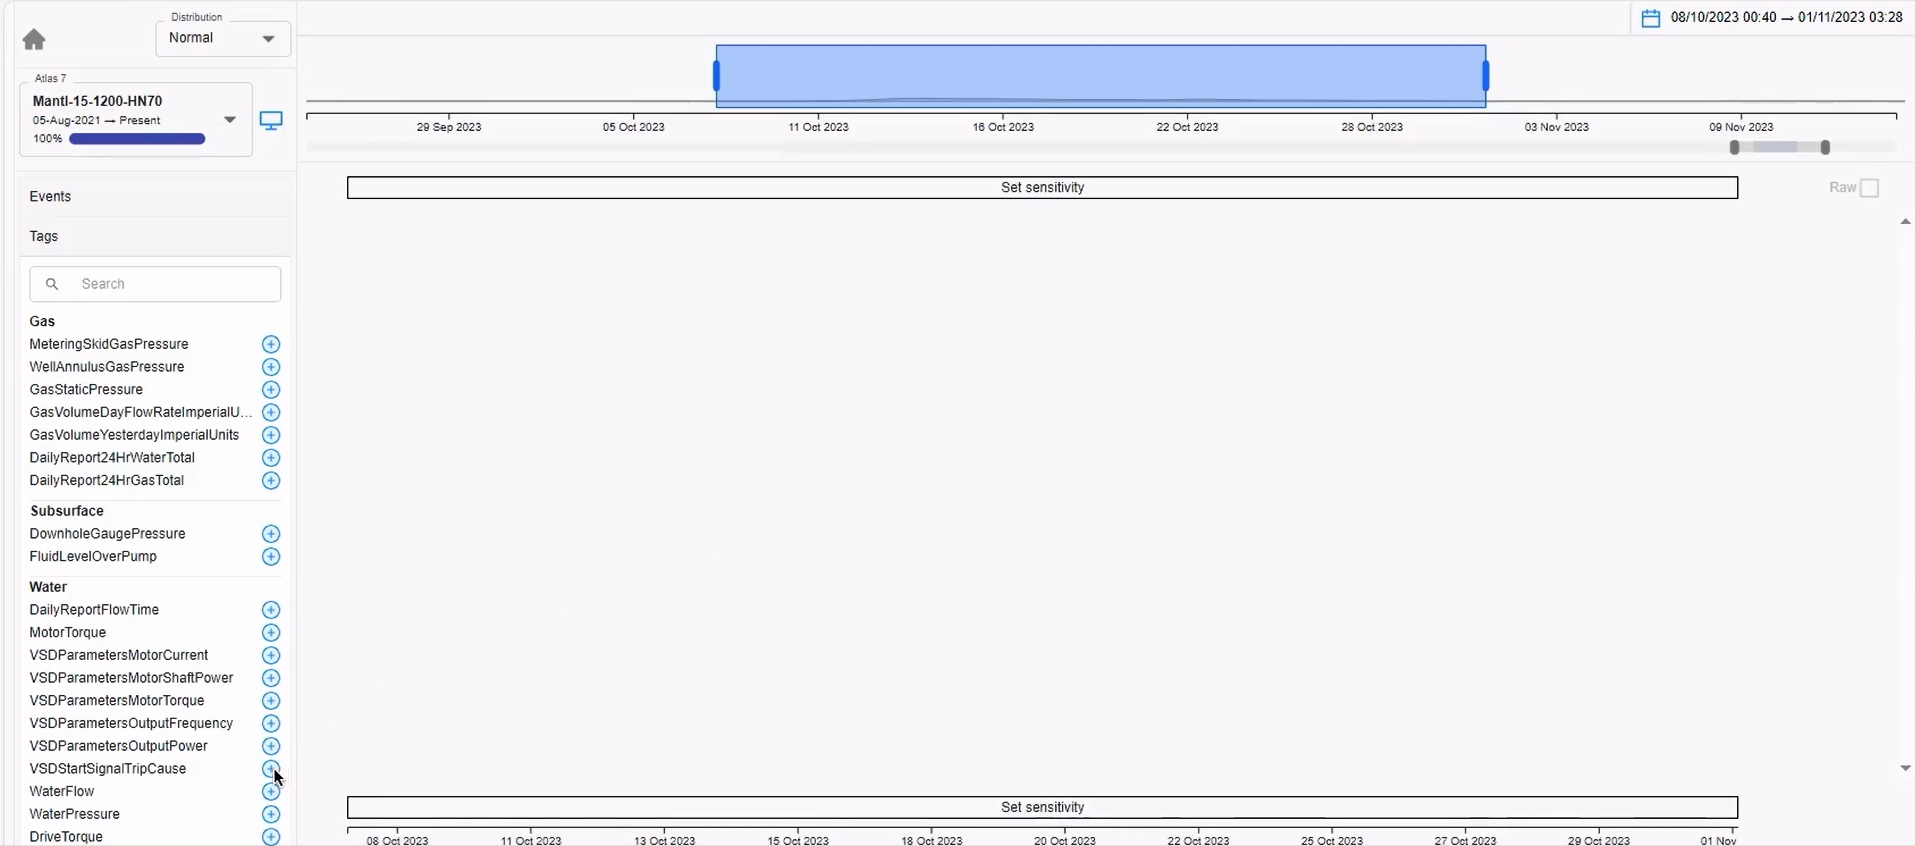 Distribution
Normal
08/10/2023 00:40 → 01/11/2023 03:28
Atlas 7
Mantl-15-1200-HN70
05-Aug-2021 → Present
100%
29 Sep 2023
05 Oct 2023
11 Oct 2023
16 Oct 2023
22 Oct 2023
28 Oct 2023
03 Nov 2023
09 Nov 2023
Set sensitivity
Raw
Events
Tags
Search
Gas
MeteringSkidGasPressure
WellAnnulusGasPressure
GasStaticPressure
GasVolumeDayFlowRateImperialU...
GasVolumeYesterdayImperialUnits
DailyReport24HrWaterTotal
DailyReport24HrGasTotal
Subsurface
DownholeGaugePressure
FluidLevelOverPump
Water
DailyReportFlowTime
MotorTorque
VSDParametersMotorCurrent
VSDParametersMotorShaftPower
VSDParametersMotorTorque
VSDParametersOutputFrequency
VSDParametersOutputPower
VSDStartSignalTripCause
WaterFlow
WaterPressure
DriveTorque
Set sensitivity
08 Oct 2023
11 Oct 2023
13 Oct 2023
15 Oct 2023
18 Oct 2023
20 Oct 2023
22 Oct 2023
25 Oct 2023
27 Oct 2023
29 Oct 2023
01 Nov